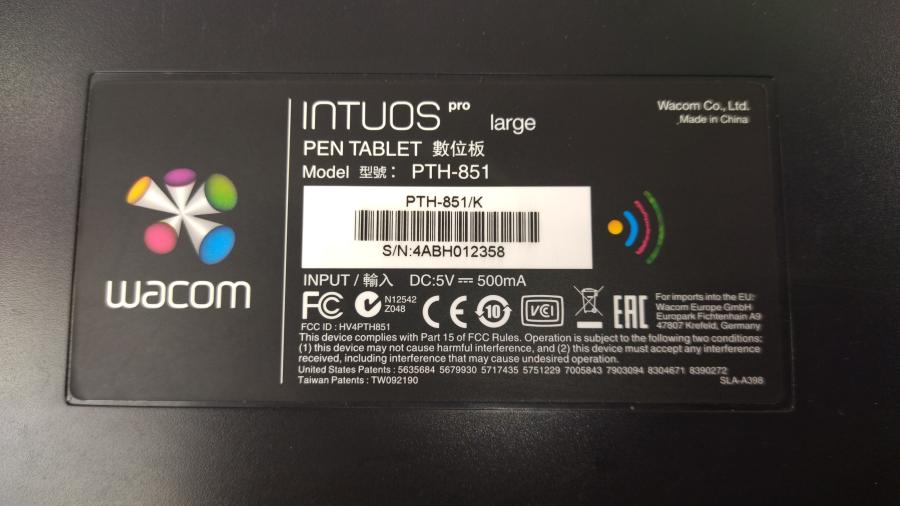 wacom
INTUOS pro large
PEN TABLET 數位板
Model 型號： PTH-851
Wacom Co., Ltd.
Made in China
PTH-851/K
S/N:4ABH012358
INPUT / 輸入 DC:5V⎓ 500mA
FC
N12542
Z048
CE
10
VCI
EAC
For imports into the EU:
Wacom Europe GmbH
Europark Fichtenhain A9
47807 Krefeld, Germany
FCC ID : HV4PTH851
This device complies with Part 15 of FCC Rules. Operation is subject to the following two conditions:
(1) this device may not cause harmful interference, and (2) this device must accept any interference
received, including interference that may cause undesired operation.
United States Patents : 5635684 5679930 5717435 5751229 7005843 7903094 8304671 8390272
Taiwan Patents : TW092190
SLA-A398